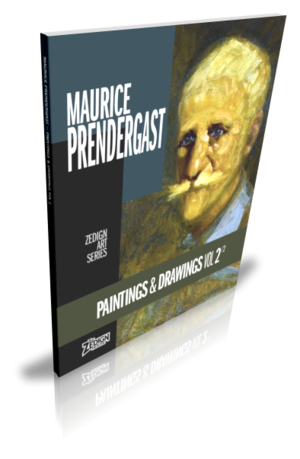 MAURICE
PRENDERGAST
ZEDIGN
ART
SERIES
PAINTINGS & DRAWINGS VOL 2
ZEDIGN